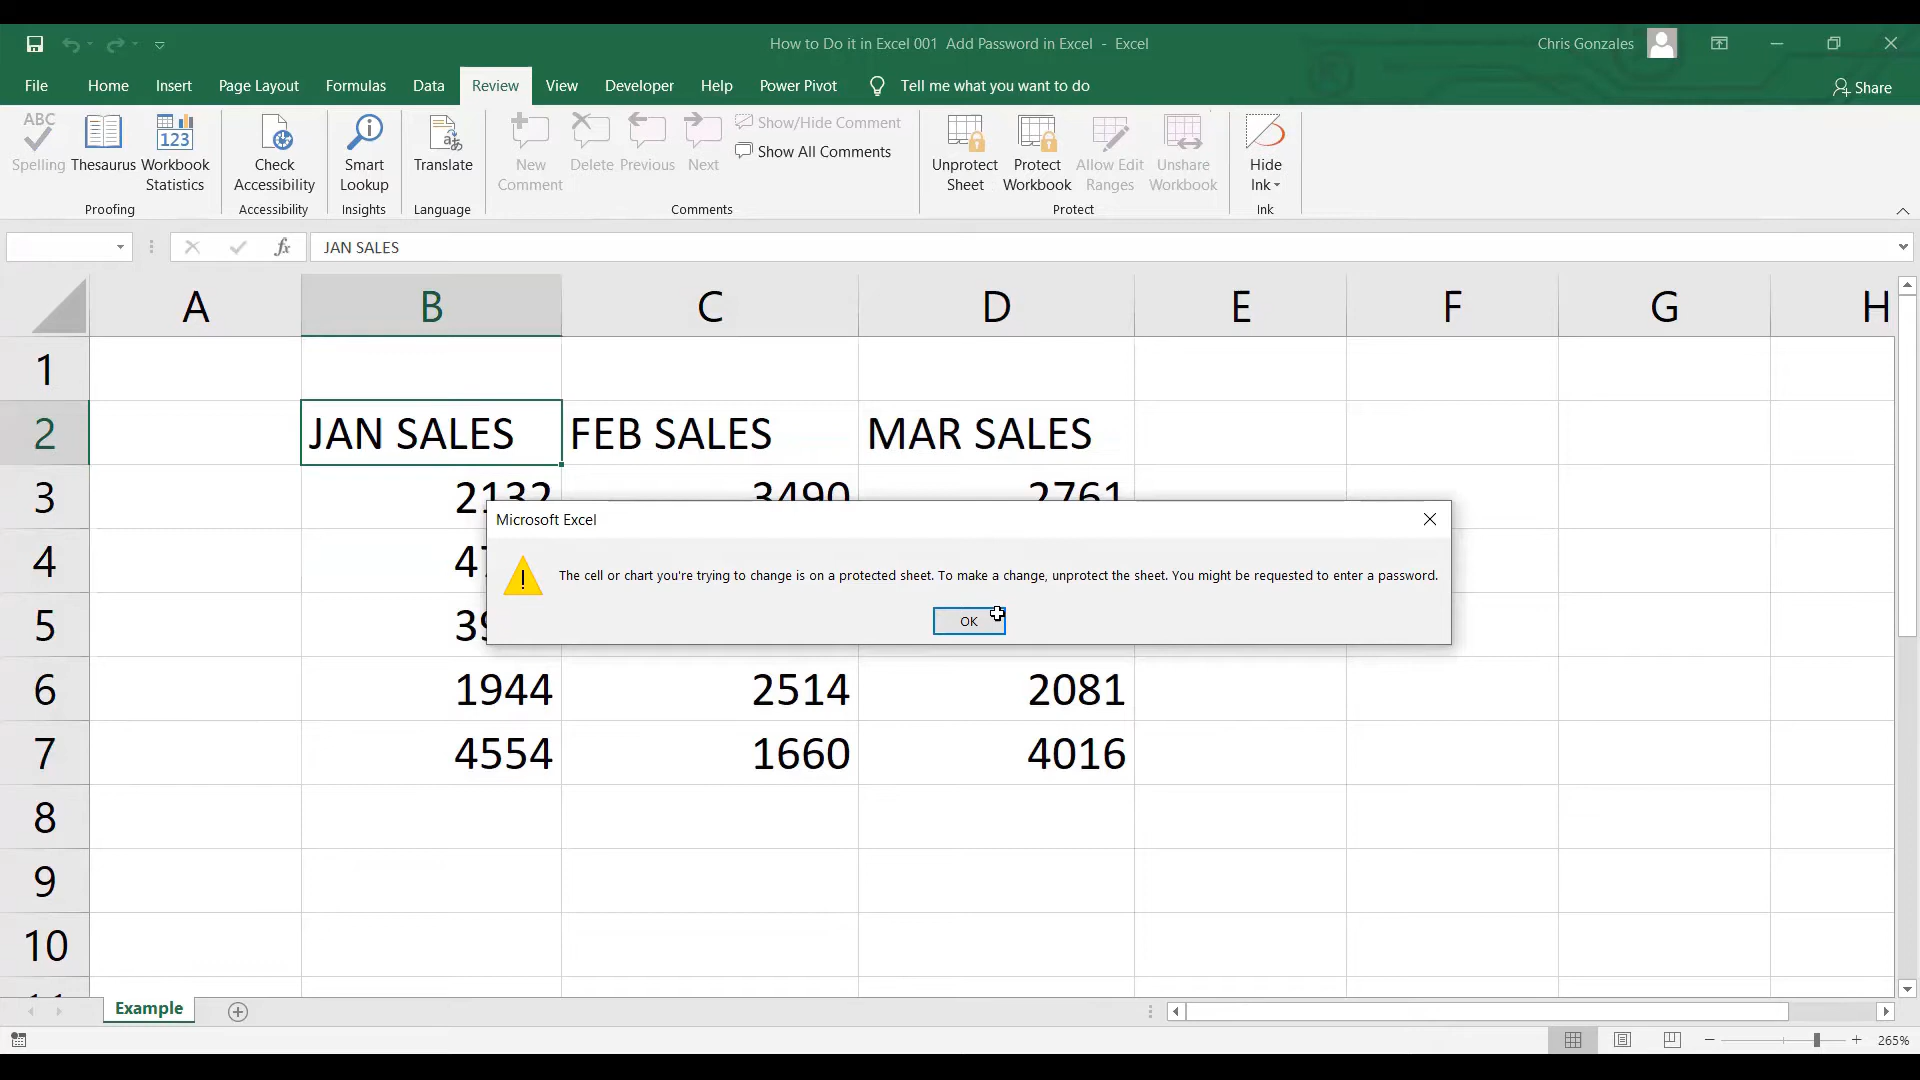 How to Do it in Excel 001  Add Password in Excel  -  Excel
Chris Gonzales
File Home Insert Page Layout Formulas Data Review View Developer Help Power Pivot Tell me what you want to do Share
ABC
Spelling
Thesaurus
123
Workbook
Statistics
Proofing
Check
Accessibility
Accessibility
Smart
Lookup
Insights
Translate
Language
New
Comment
Delete
Previous
Next
Show/Hide Comment
Show All Comments
Comments
Unprotect
Sheet
Protect
Workbook
Allow Edit
Ranges
Unshare
Workbook
Protect
Hide
Ink
Ink
fx JAN SALES
A B C D E F G H
1
2 JAN SALES FEB SALES MAR SALES
3 2132 3490 2761
Microsoft Excel
4
The cell or chart you're trying to change is on a protected sheet. To make a change, unprotect the sheet. You might be requested to enter a password.
5
OK
6 1944 2514 2081
7 4554 1660 4016
8
9
10
Example
265%